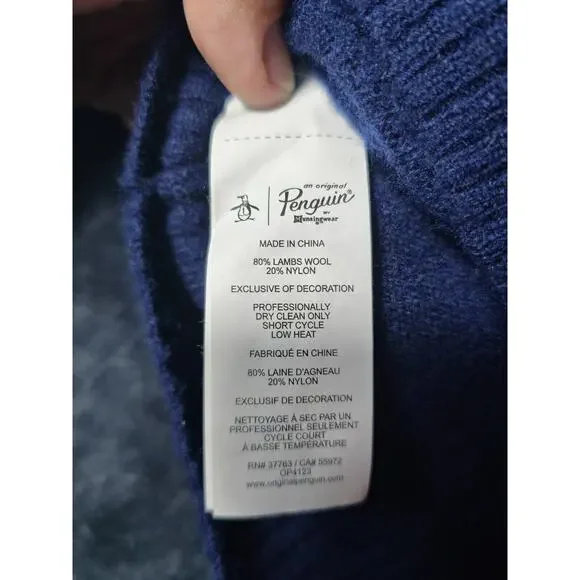 an original
Penguin®
BY
Munsingwear
MADE IN CHINA
80% LAMBS WOOL
20% NYLON
EXCLUSIVE OF DECORATION
PROFESSIONALLY
DRY CLEAN ONLY
SHORT CYCLE
LOW HEAT
FABRIQUÉ EN CHINE
80% LAINE D'AGNEAU
20% NYLON
EXCLUSIF DE DECORATION
NETTOYAGE À SEC PAR UN
PROFESSIONNEL SEULEMENT
CYCLE COURT
À BASSE TEMPÉRATURE
RN# 37763 / CA# 55972
OP4123
www.originalpenguin.com